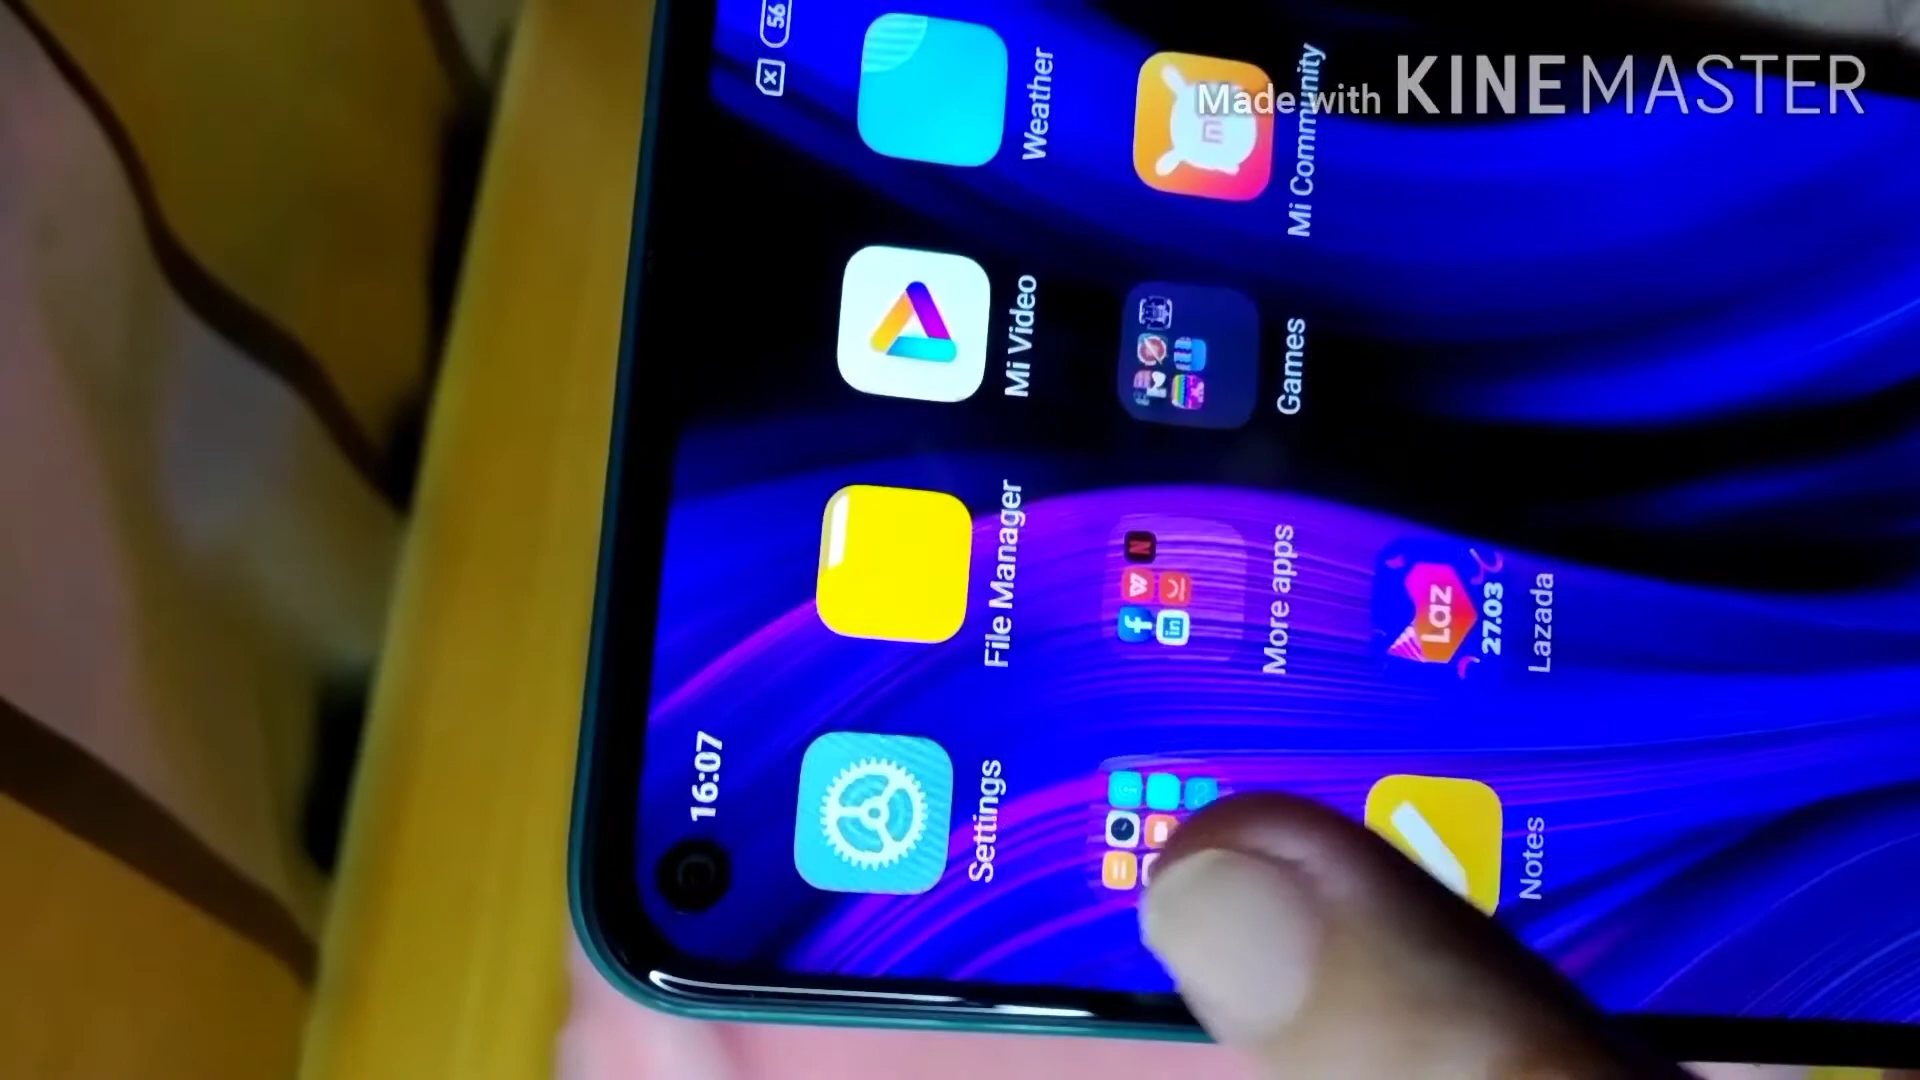 Made with KINEMASTER
16:07
56
Settings
File Manager
Mi Video
Weather
More apps
Games
Mi Community
Notes
Laz
27.03
Lazada